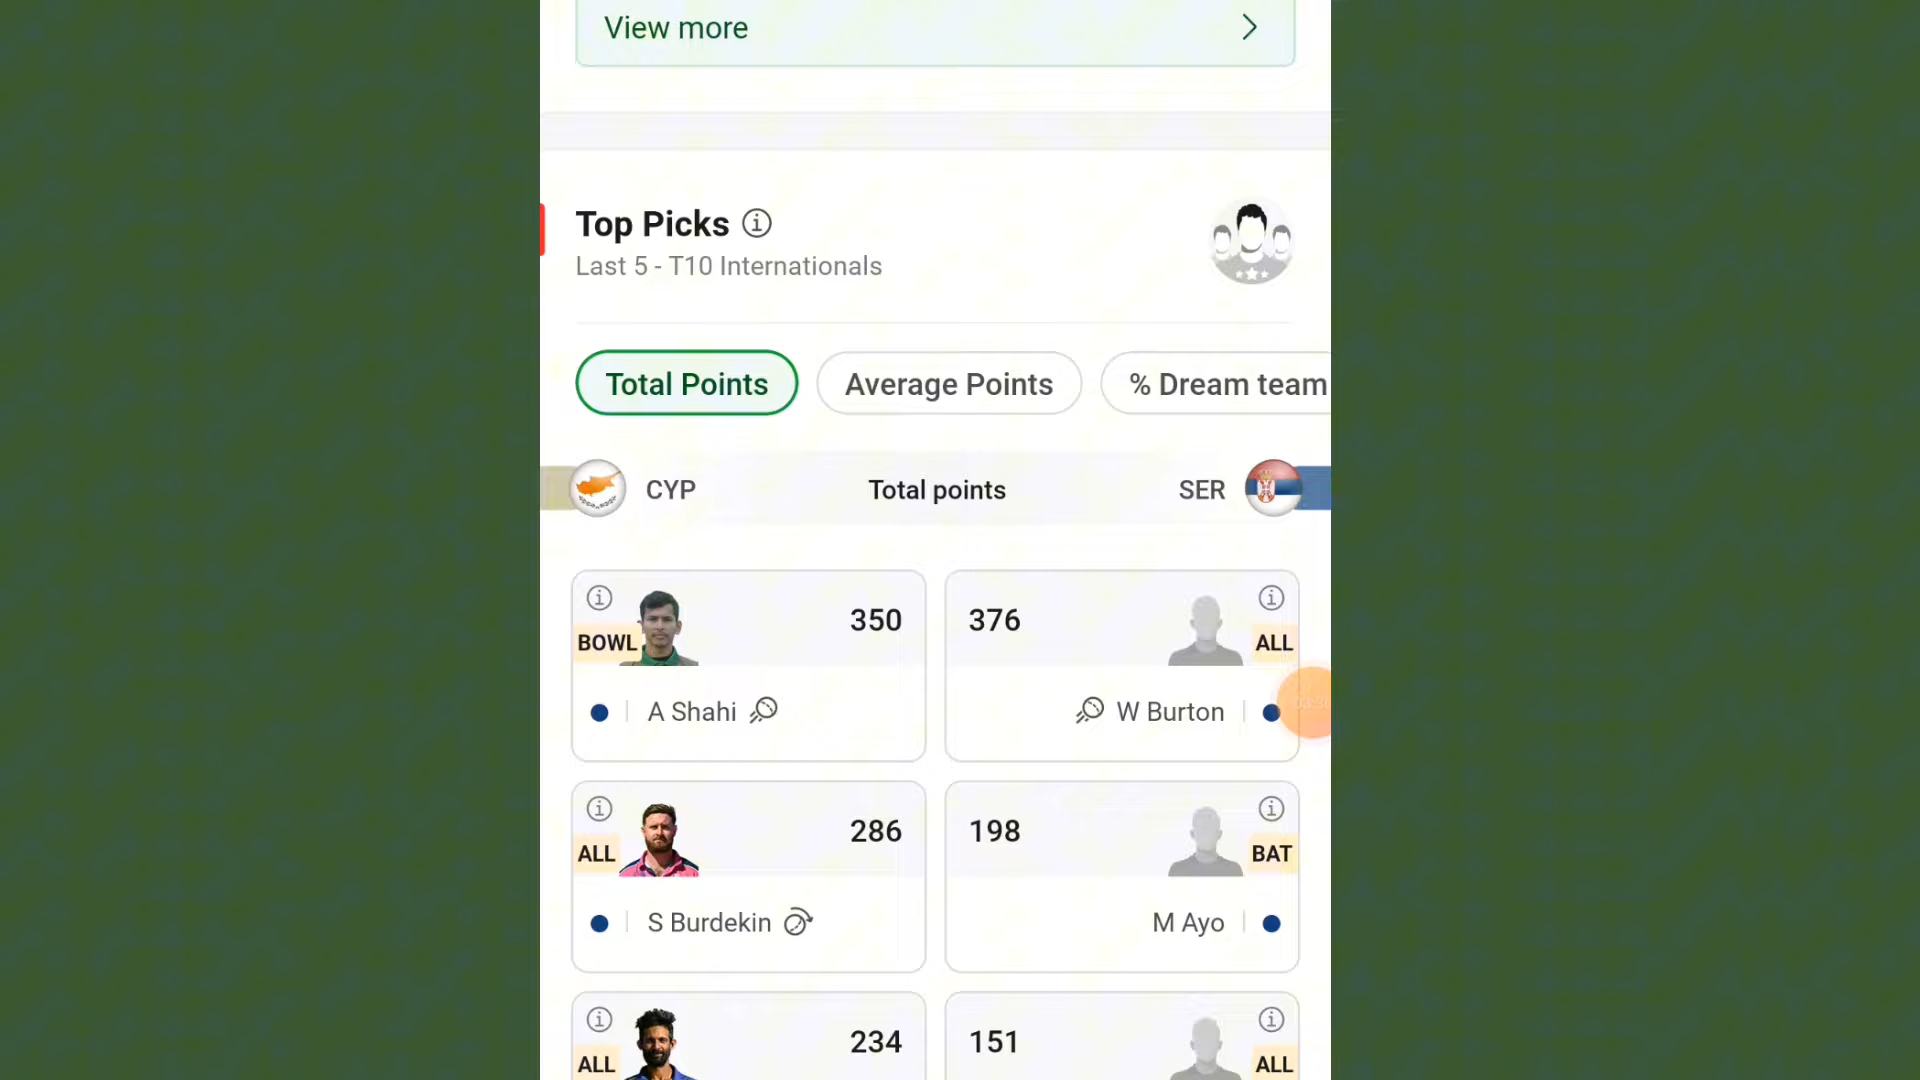 View more
Top Picks
Last 5 - T10 Internationals
Total Points
Average Points
% Dream team
CYP
Total points
SER
350
BOWL
A Shahi
376
ALL
W Burton
286
ALL
S Burdekin
198
BAT
M Ayo
234
ALL
151
ALL